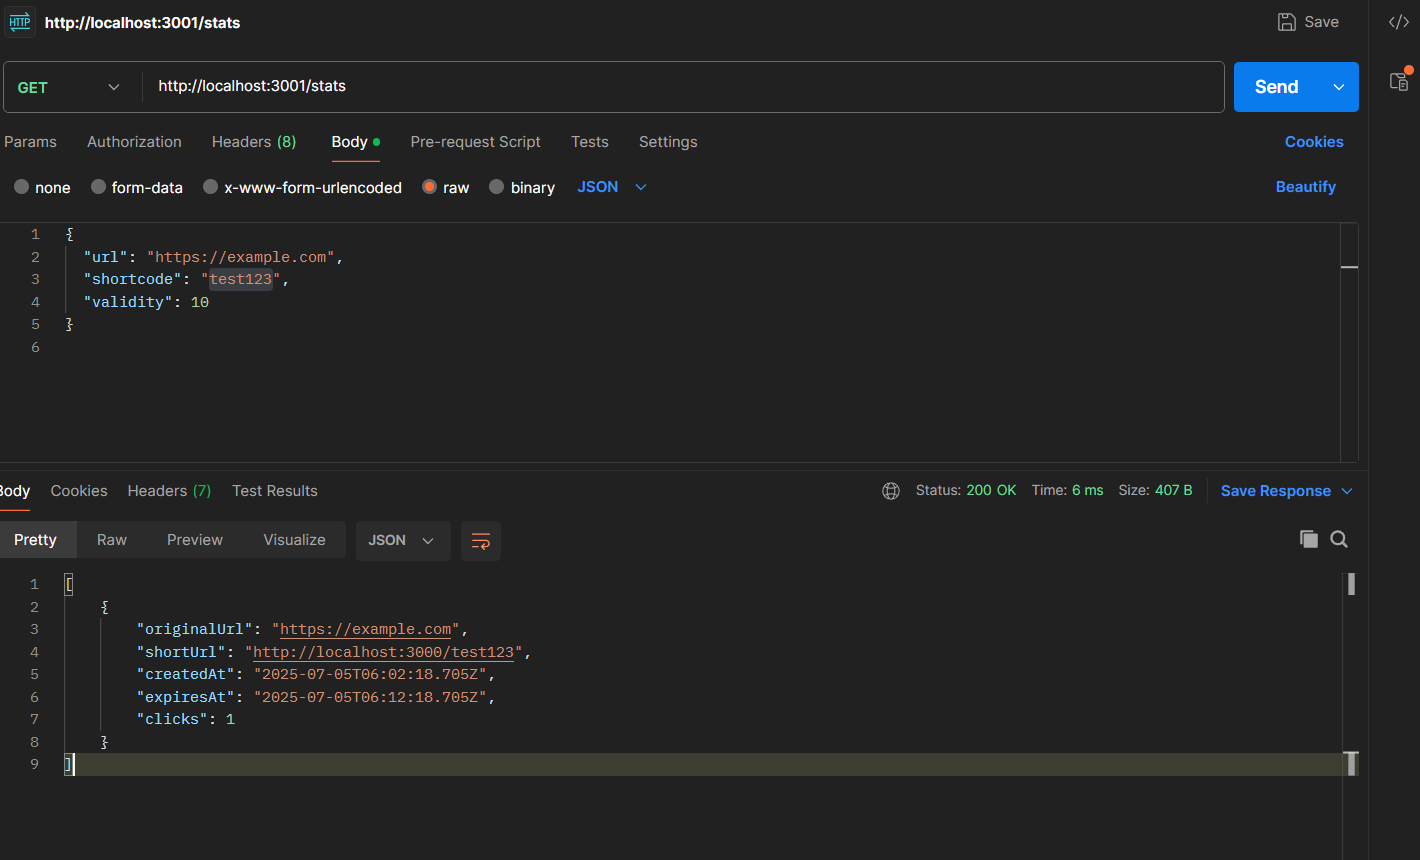 HTTP http://localhost:3001/stats Save
GET http://localhost:3001/stats Send
Params Authorization Headers (8) Body Pre-request Script Tests Settings Cookies
none form-data x-www-form-urlencoded raw binary JSON Beautify
1 {
2 "url": "https://example.com",
3 "shortcode": "test123",
4 "validity": 10
5 }
6
Body Cookies Headers (7) Test Results Status: 200 OK Time: 6 ms Size: 407 B Save Response
Pretty Raw Preview Visualize JSON
1 [
2 {
3 "originalUrl": "https://example.com",
4 "shortUrl": "http://localhost:3000/test123",
5 "createdAt": "2025-07-05T06:02:18.705Z",
6 "expiresAt": "2025-07-05T06:12:18.705Z",
7 "clicks": 1
8 }
9 ]